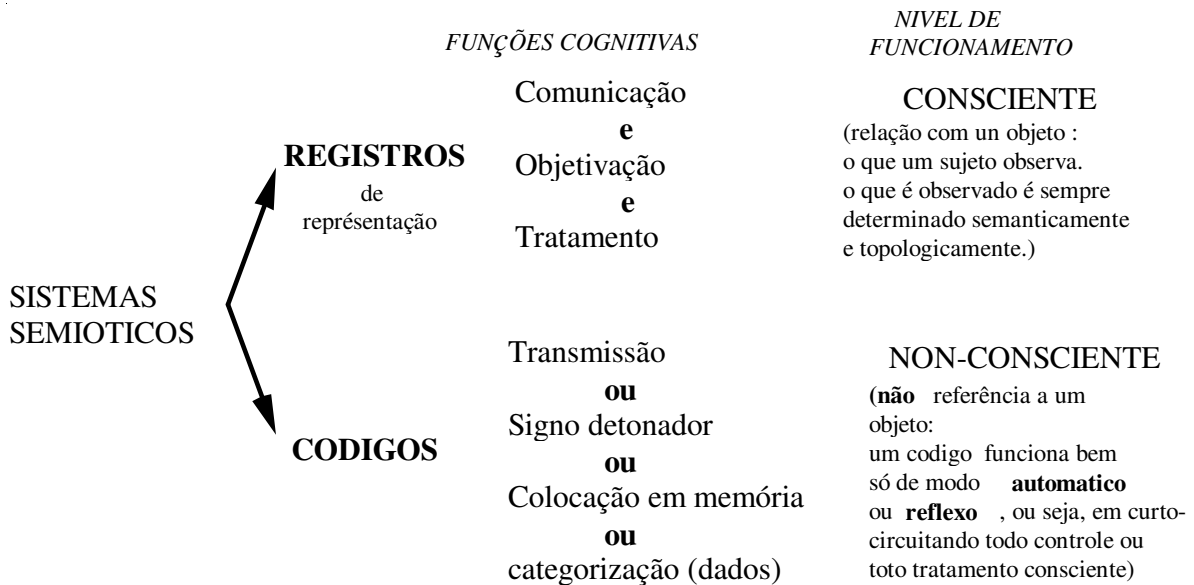 FUNÇÕES COGNITIVAS
NIVEL DE
FUNCIONAMENTO
SISTEMAS
SEMIOTICOS
REGISTROS
de
représentação
Comunicação
e
Objetivação
e
Tratamento
CONSCIENTE
(relação com un objeto :
o que um sujeto observa.
o que é observado é sempre
determinado semanticamente
e topologicamente.)
CODIGOS
Transmissão
ou
Signo detonador
ou
Colocação em memória
ou
categorização (dados)
NON-CONSCIENTE
(não referência a um
objeto:
um codigo funciona bem
só de modo automatico
ou reflexo , ou seja, em curto-
circuitando todo controle ou
toto tratamento consciente)